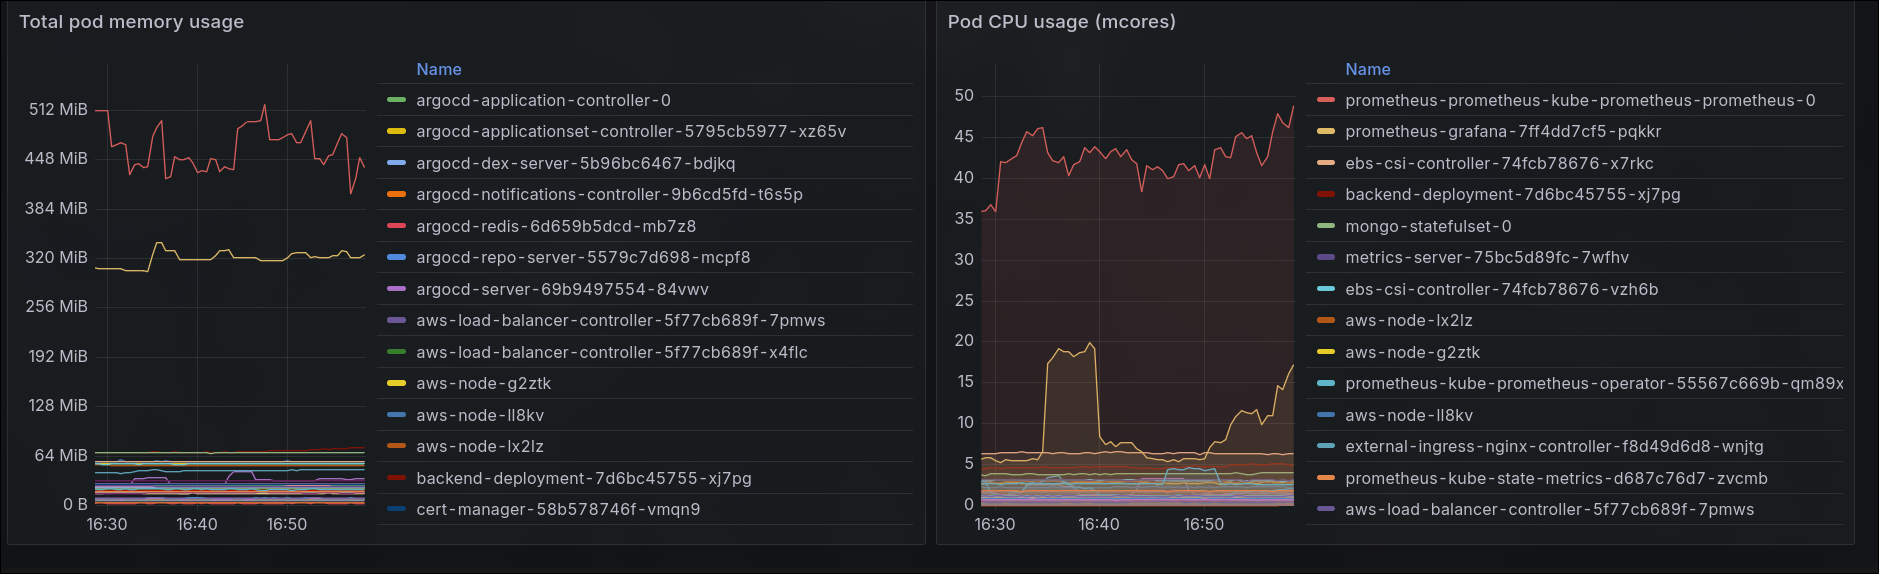 Total pod memory usage
Name
512 MiB
448 MiB
384 MiB
320 MiB
256 MiB
192 MiB
128 MiB
64 MiB
0 B
16:30 16:40 16:50
argocd-application-controller-0
argocd-applicationset-controller-5795cb5977-xz65v
argocd-dex-server-5b96bc6467-bdjkq
argocd-notifications-controller-9b6cd5fd-t6s5p
argocd-redis-6d659b5dcd-mb7z8
argocd-repo-server-5579c7d698-mcpf8
argocd-server-69b9497554-84vwv
aws-load-balancer-controller-5f77cb689f-7pmws
aws-load-balancer-controller-5f77cb689f-x4flc
aws-node-g2ztk
aws-node-ll8kv
aws-node-lx2lz
backend-deployment-7d6bc45755-xj7pg
cert-manager-58b578746f-vmqn9
Pod CPU usage (mcores)
Name
50
45
40
35
30
25
20
15
10
5
0
16:30 16:40 16:50
prometheus-prometheus-kube-prometheus-prometheus-0
prometheus-grafana-7ff4dd7cf5-pqkkr
ebs-csi-controller-74fcb78676-x7rkc
backend-deployment-7d6bc45755-xj7pg
mongo-statefulset-0
metrics-server-75bc5d89fc-7wfhv
ebs-csi-controller-74fcb78676-vzh6b
aws-node-lx2lz
aws-node-g2ztk
prometheus-kube-prometheus-operator-55567c669b-qm89x
aws-node-ll8kv
external-ingress-nginx-controller-f8d49d6d8-wnjtg
prometheus-kube-state-metrics-d687c76d7-zvcmb
aws-load-balancer-controller-5f77cb689f-7pmws